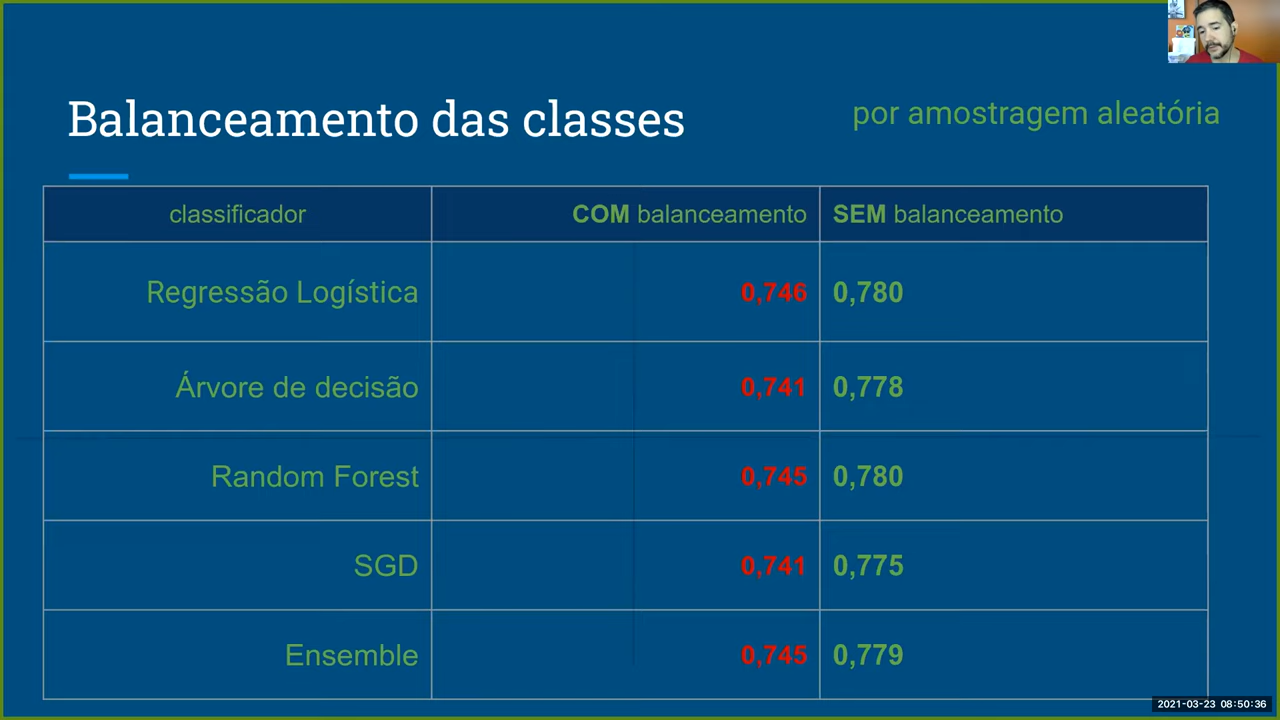 Balanceamento das classes
por amostragem aleatória
classificador COM balanceamento SEM balanceamento
Regressão Logística 0,746 0,780
Árvore de decisão 0,741 0,778
Random Forest 0,745 0,780
SGD 0,741 0,775
Ensemble 0,745 0,779
2021-03-23 08:50:36